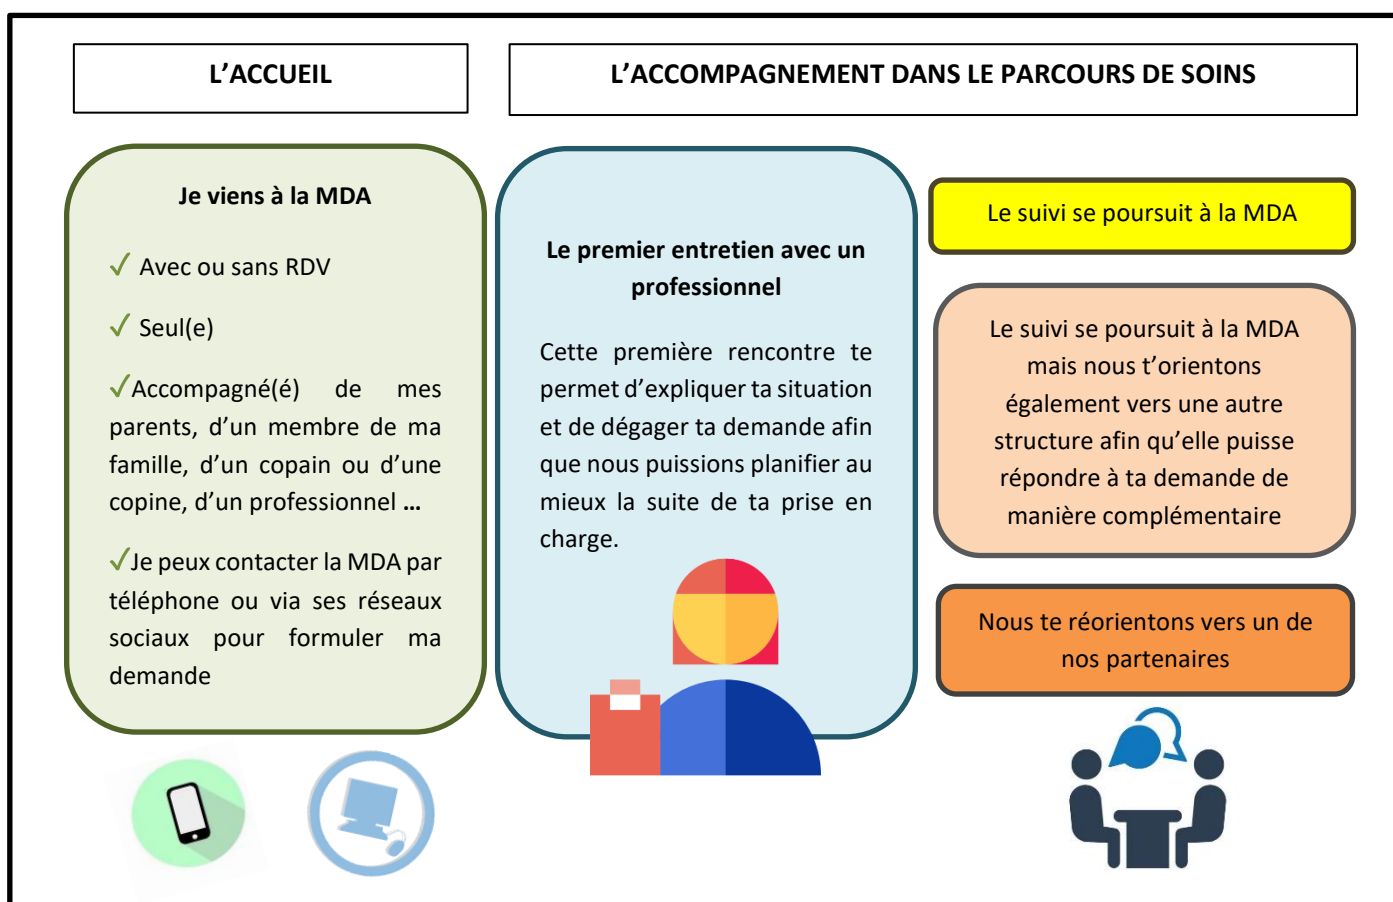 L’ACCUEIL
L’ACCOMPAGNEMENT DANS LE PARCOURS DE SOINS
Je viens à la MDA
✓ Avec ou sans RDV
✓ Seul(e)
✓Accompagné(é) de mes
parents, d’un membre de ma
famille, d’un copain ou d’une
copine, d’un professionnel ...
✓Je peux contacter la MDA par
téléphone ou via ses réseaux
sociaux pour formuler ma
demande
Le premier entretien avec un
professionnel
Cette première rencontre te
permet d’expliquer ta situation
et de dégager ta demande afin
que nous puissions planifier au
mieux la suite de ta prise en
charge.
Le suivi se poursuit à la MDA
Le suivi se poursuit à la MDA
mais nous t’orientons
également vers une autre
structure afin qu’elle puisse
répondre à ta demande de
manière complémentaire
Nous te réorientons vers un de
nos partenaires